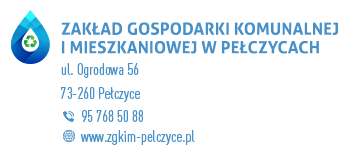 ZAKŁAD GOSPODARKI KOMUNALNEJ
I MIESZKANIOWEJ W PEŁCZYCACH
ul. Ogrodowa 56
73-260 Pełczyce
95 768 50 88
www.zgkim-pelczyce.pl